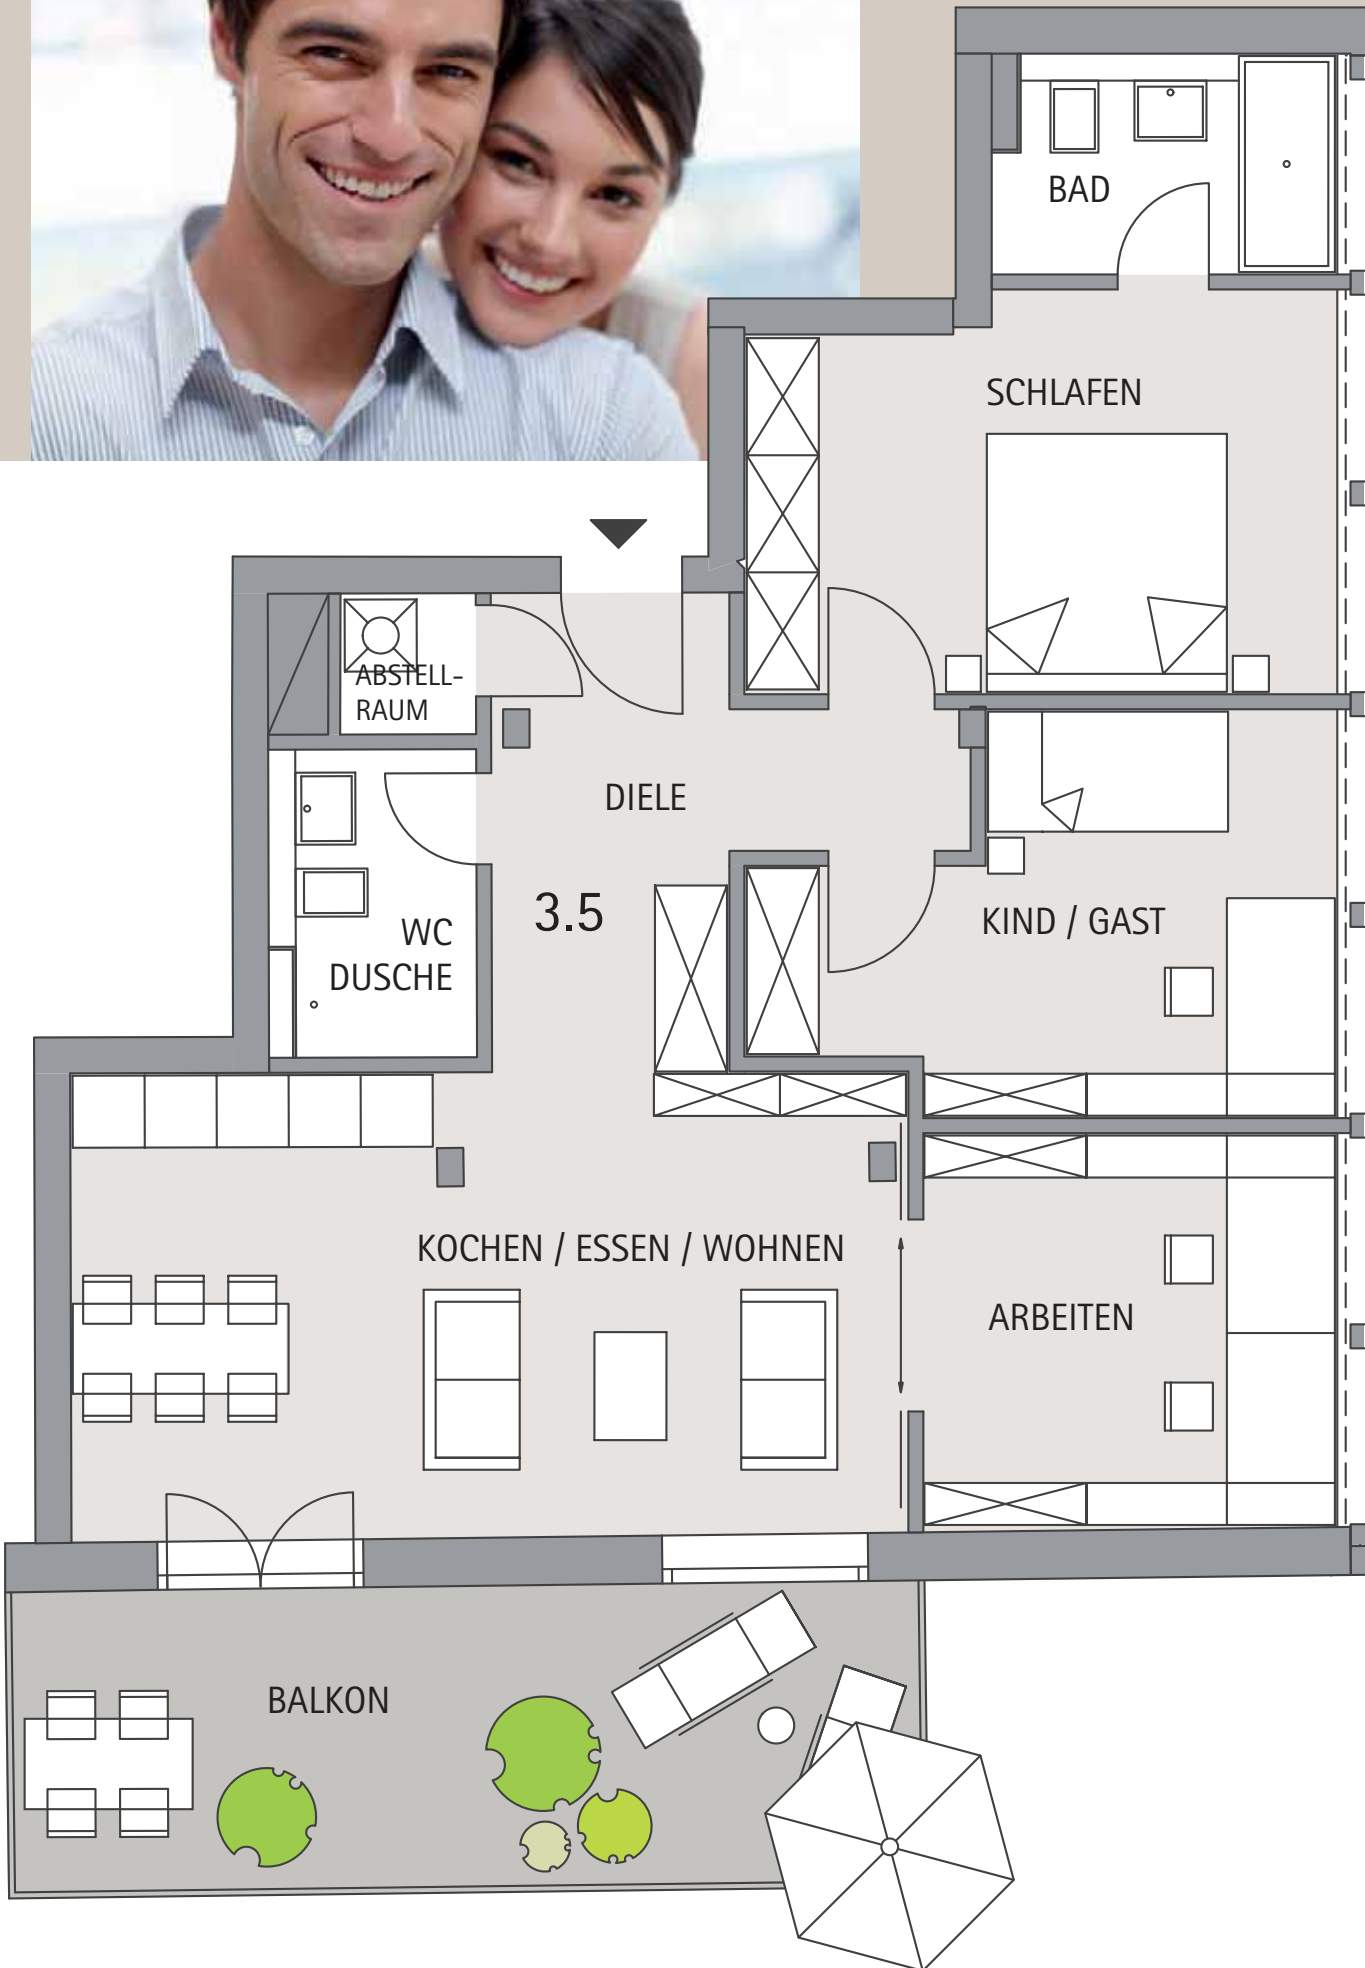 BAD
SCHLAFEN
ABSTELL-
RAUM
DIELE
3.5
WC
DUSCHE
KIND / GAST
KOCHEN / ESSEN / WOHNEN
ARBEITEN
BALKON